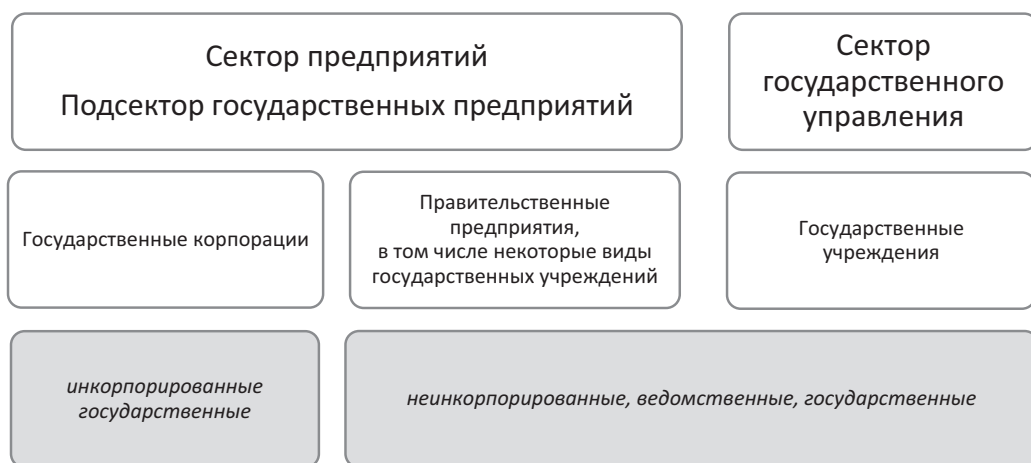 Сектор предприятий
Подсектор государственных предприятий
Сектор
государственного
управления
Государственные корпорации
Правительственные
предприятия,
в том числе некоторые виды
государственных учреждений
Государственные
учреждения
инкорпорированные
государственные
неинкорпорированные, ведомственные, государственные